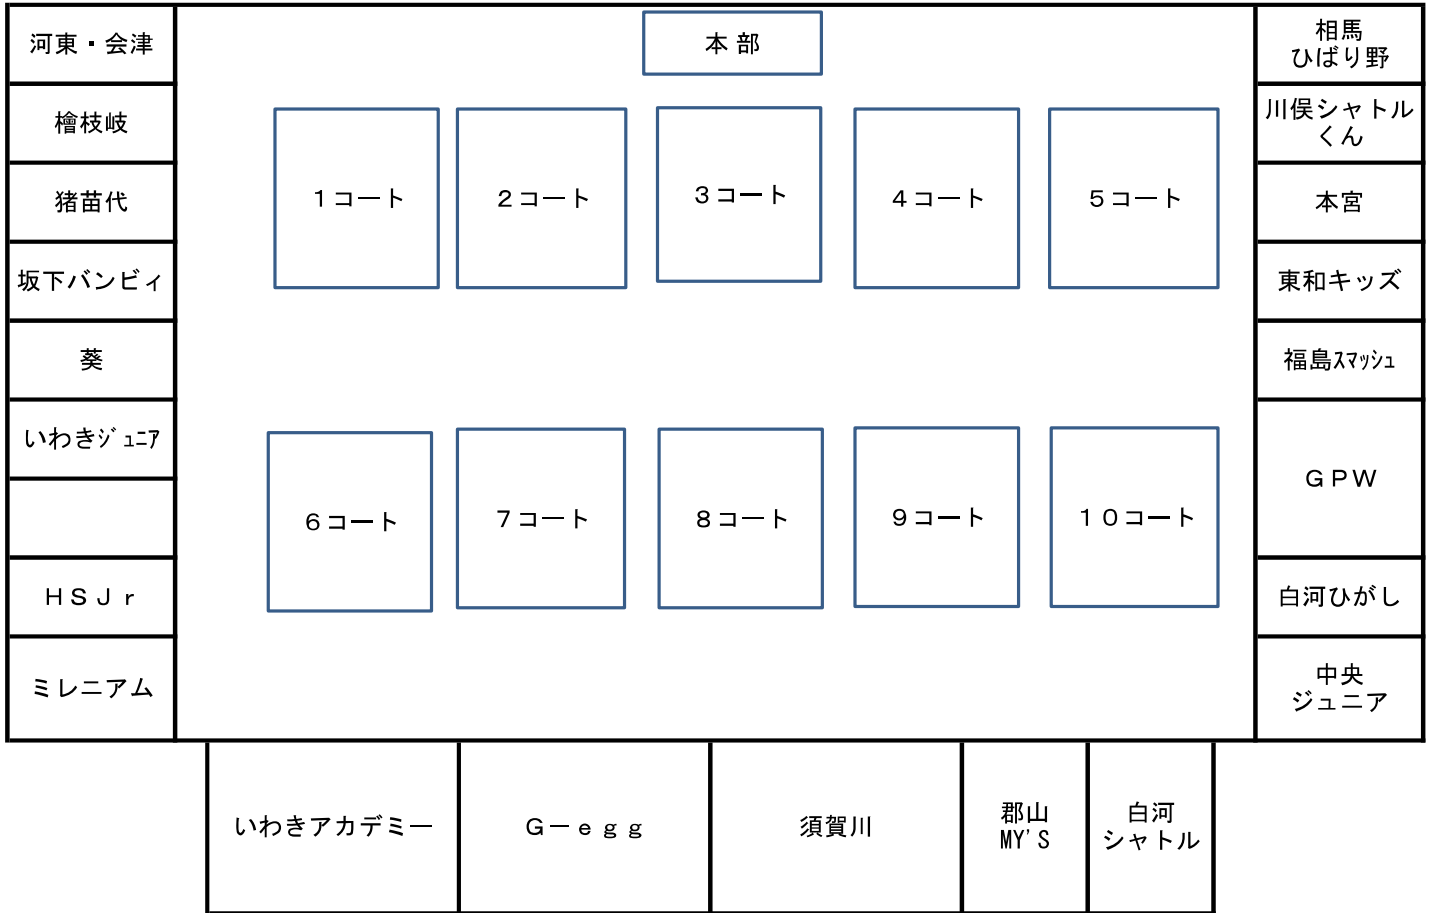 河東・会津
檜枝岐
猪苗代
坂下バンビィ
葵
いわきｼﾞｭﾆｱ
ＨＳＪｒ
ミレニアム
本部
１コート
２コート
３コート
４コート
５コート
６コート
７コート
８コート
９コート
１０コート
相馬
ひばり野
川俣シャトル
くん
本宮
東和キッズ
福島ｽﾏｯｼｭ
ＧＰＷ
白河ひがし
中央
ジュニア
いわきアカデミー
Ｇ－ｅｇｇ
須賀川
郡山
MY'S
白河
シャトル